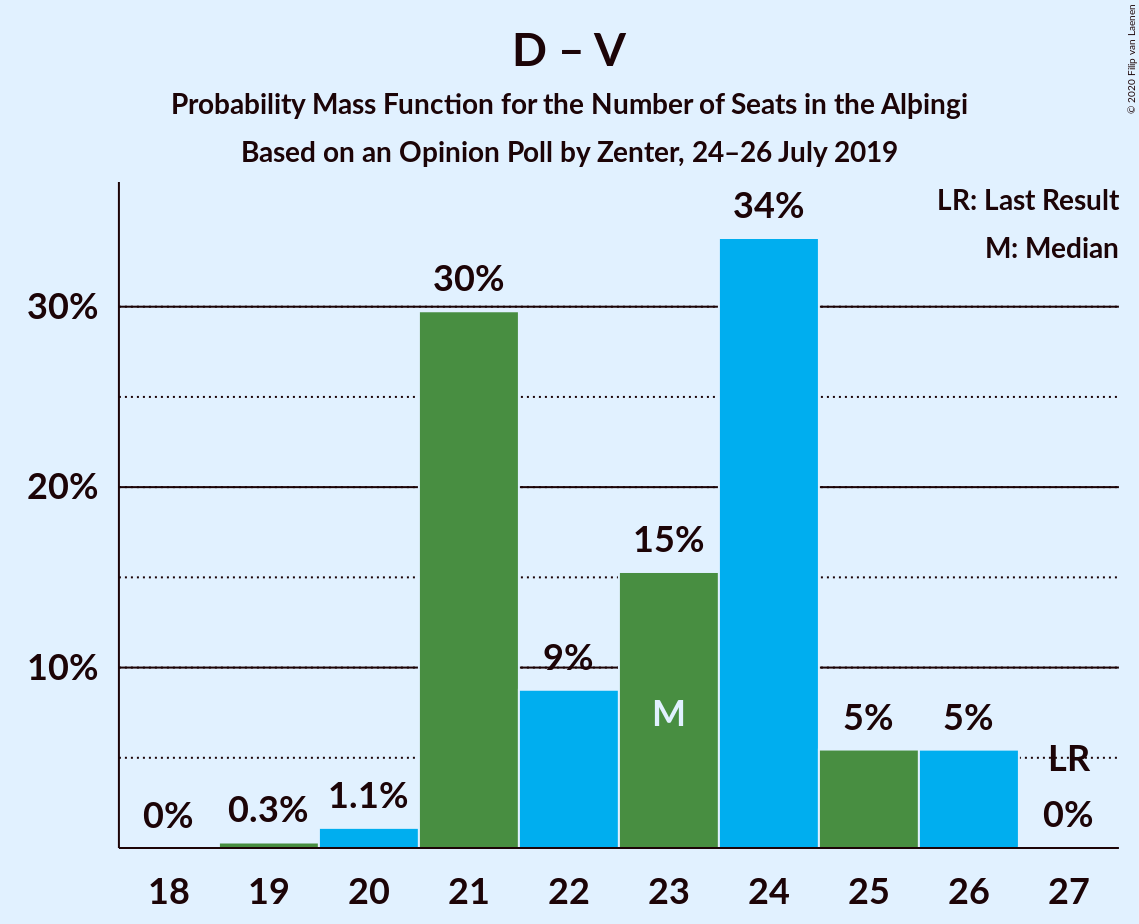 D – V
Probability Mass Function for the Number of Seats in the Alþingi
Based on an Opinion Poll by Zenter, 24–26 July 2019
© 2020 Filip van Laenen
LR: Last Result
M: Median
30%
20%
10%
0%
0.3%
1.1%
30%
9%
15%
M
34%
5%
5%
LR
0%
18 19 20 21 22 23 24 25 26 27